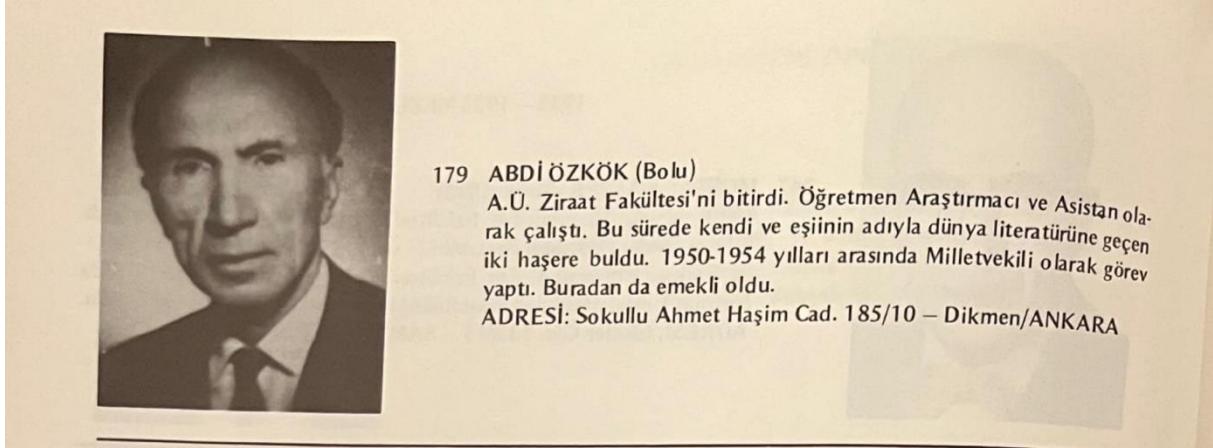 179 ABDİ ÖZKÖK (Bolu)
A.Ü. Ziraat Fakültesi'ni bitirdi. Öğretmen Araştırmacı ve Asistan ola-
rak çalıştı. Bu sürede kendi ve eşiinin adıyla dünya literatürüne geçen
iki haşere buldu. 1950-1954 yılları arasında Milletvekili olarak görev
yaptı. Buradan da emekli oldu.
ADRESİ: Sokullu Ahmet Haşim Cad. 185/10 – Dikmen/ANKARA